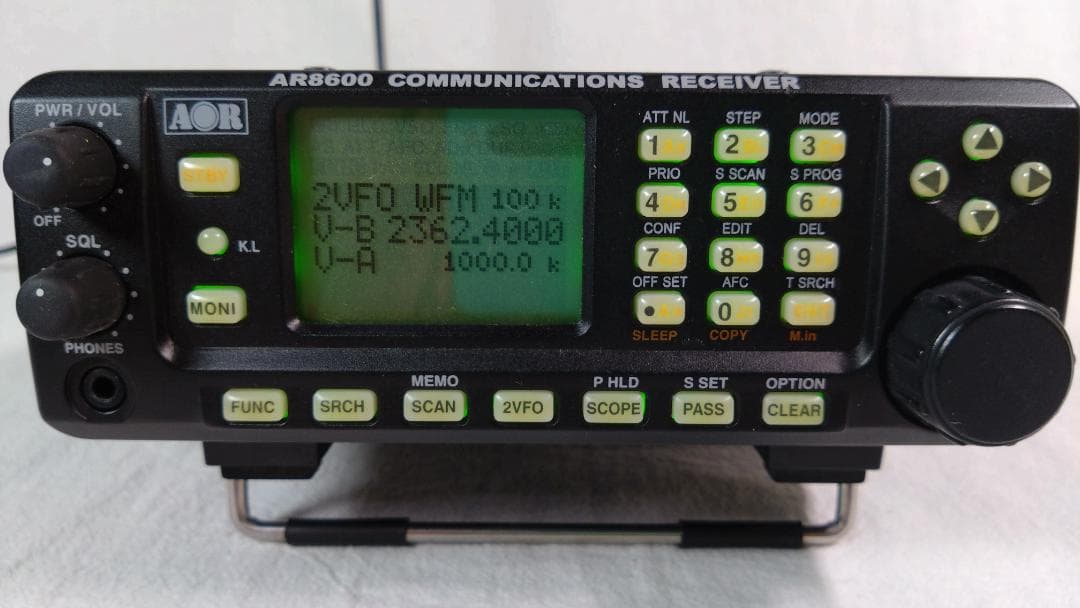 AR8600 COMMUNICATIONS RECEIVER
PWR / VOL
AOR
OFF
SQL
PHONES
STBY
K.L
MONI
2VFO WFM 100 k
V-B 2362.4000
V-A 1000.0 k
ATT NL STEP MODE
1 2 3
PRIO S SCAN S PROG
4 5 6
CONF EDIT DEL
7 8 9
OFF SET AFC T SRCH
• 0 ENT
SLEEP COPY M.in
MEMO P HLD S SET OPTION
FUNC SRCH SCAN 2VFO SCOPE PASS CLEAR